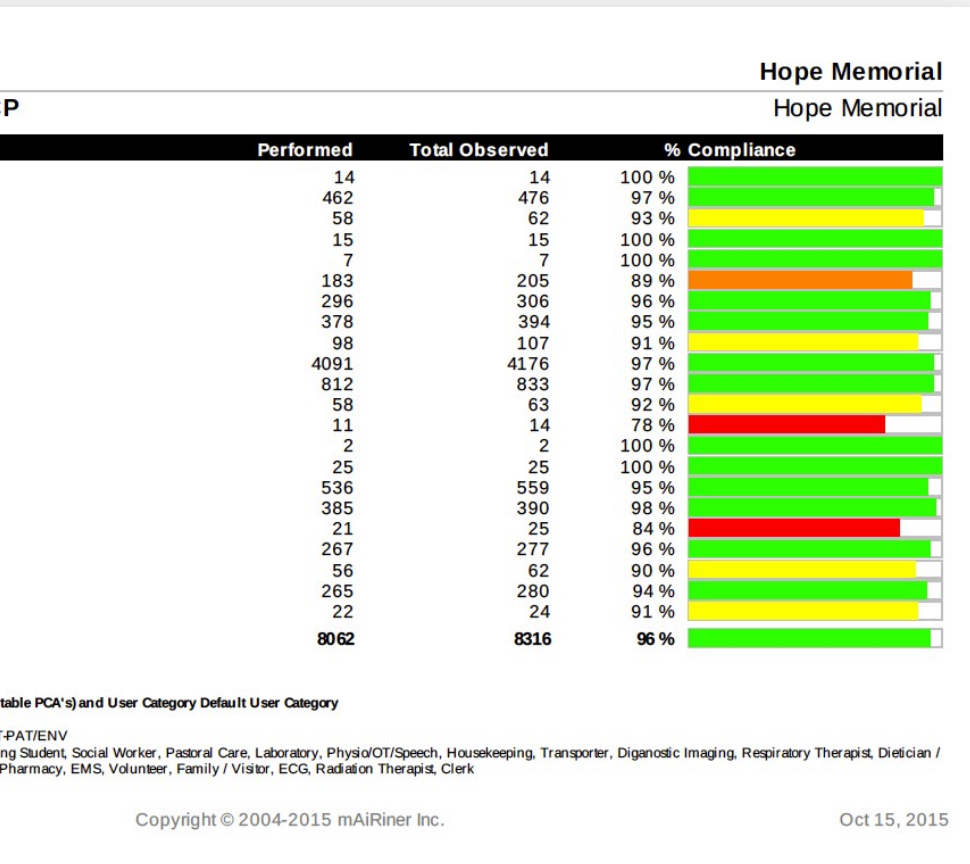 Hope Memorial
CP Hope Memorial
Performed Total Observed % Compliance
14 14 100 %
462 476 97 %
58 62 93 %
15 15 100 %
7 7 100 %
183 205 89 %
296 306 96 %
378 394 95 %
98 107 91 %
4091 4176 97 %
812 833 97 %
58 63 92 %
11 14 78 %
2 2 100 %
25 25 100 %
536 559 95 %
385 390 98 %
21 25 84 %
267 277 96 %
56 62 90 %
265 280 94 %
22 24 91 %
8062 8316 96 %
table PCA's) and User Category Default User Category
T-PAT/ENV
ng Student, Social Worker, Pastoral Care, Laboratory, Physio/OT/Speech, Housekeeping, Transporter, Diganostic Imaging, Respiratory Therapist, Dietician /
Pharmacy, EMS, Volunteer, Family / Visitor, ECG, Radiation Therapist, Clerk
Copyright © 2004-2015 mAiRiner Inc. Oct 15, 2015